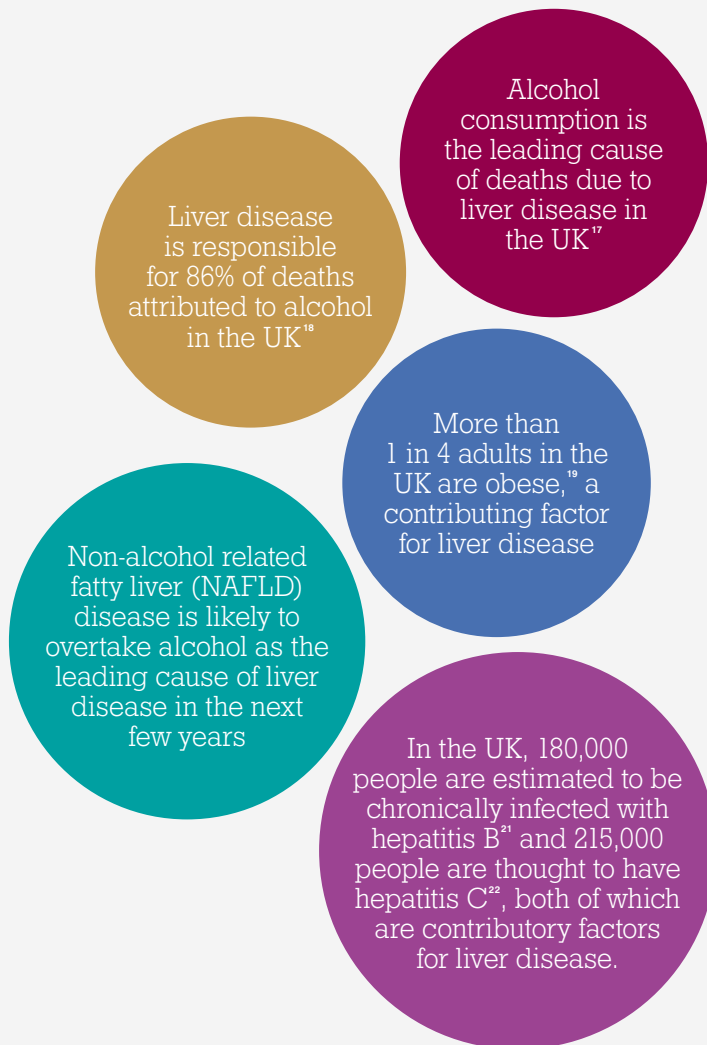 Alcohol
consumption is
the leading cause
of deaths due to
liver disease in
the UK¹⁷
Liver disease
is responsible
for 86% of deaths
attributed to alcohol
in the UK¹⁸
More than
1 in 4 adults in the
UK are obese,¹⁹ a
contributing factor
for liver disease
Non-alcohol related
fatty liver (NAFLD)
disease is likely to
overtake alcohol as the
leading cause of liver
disease in the next
few years
In the UK, 180,000
people are estimated to be
chronically infected with
hepatitis B²¹ and 215,000
people are thought to have
hepatitis C²², both of which
are contributory factors
for liver disease.